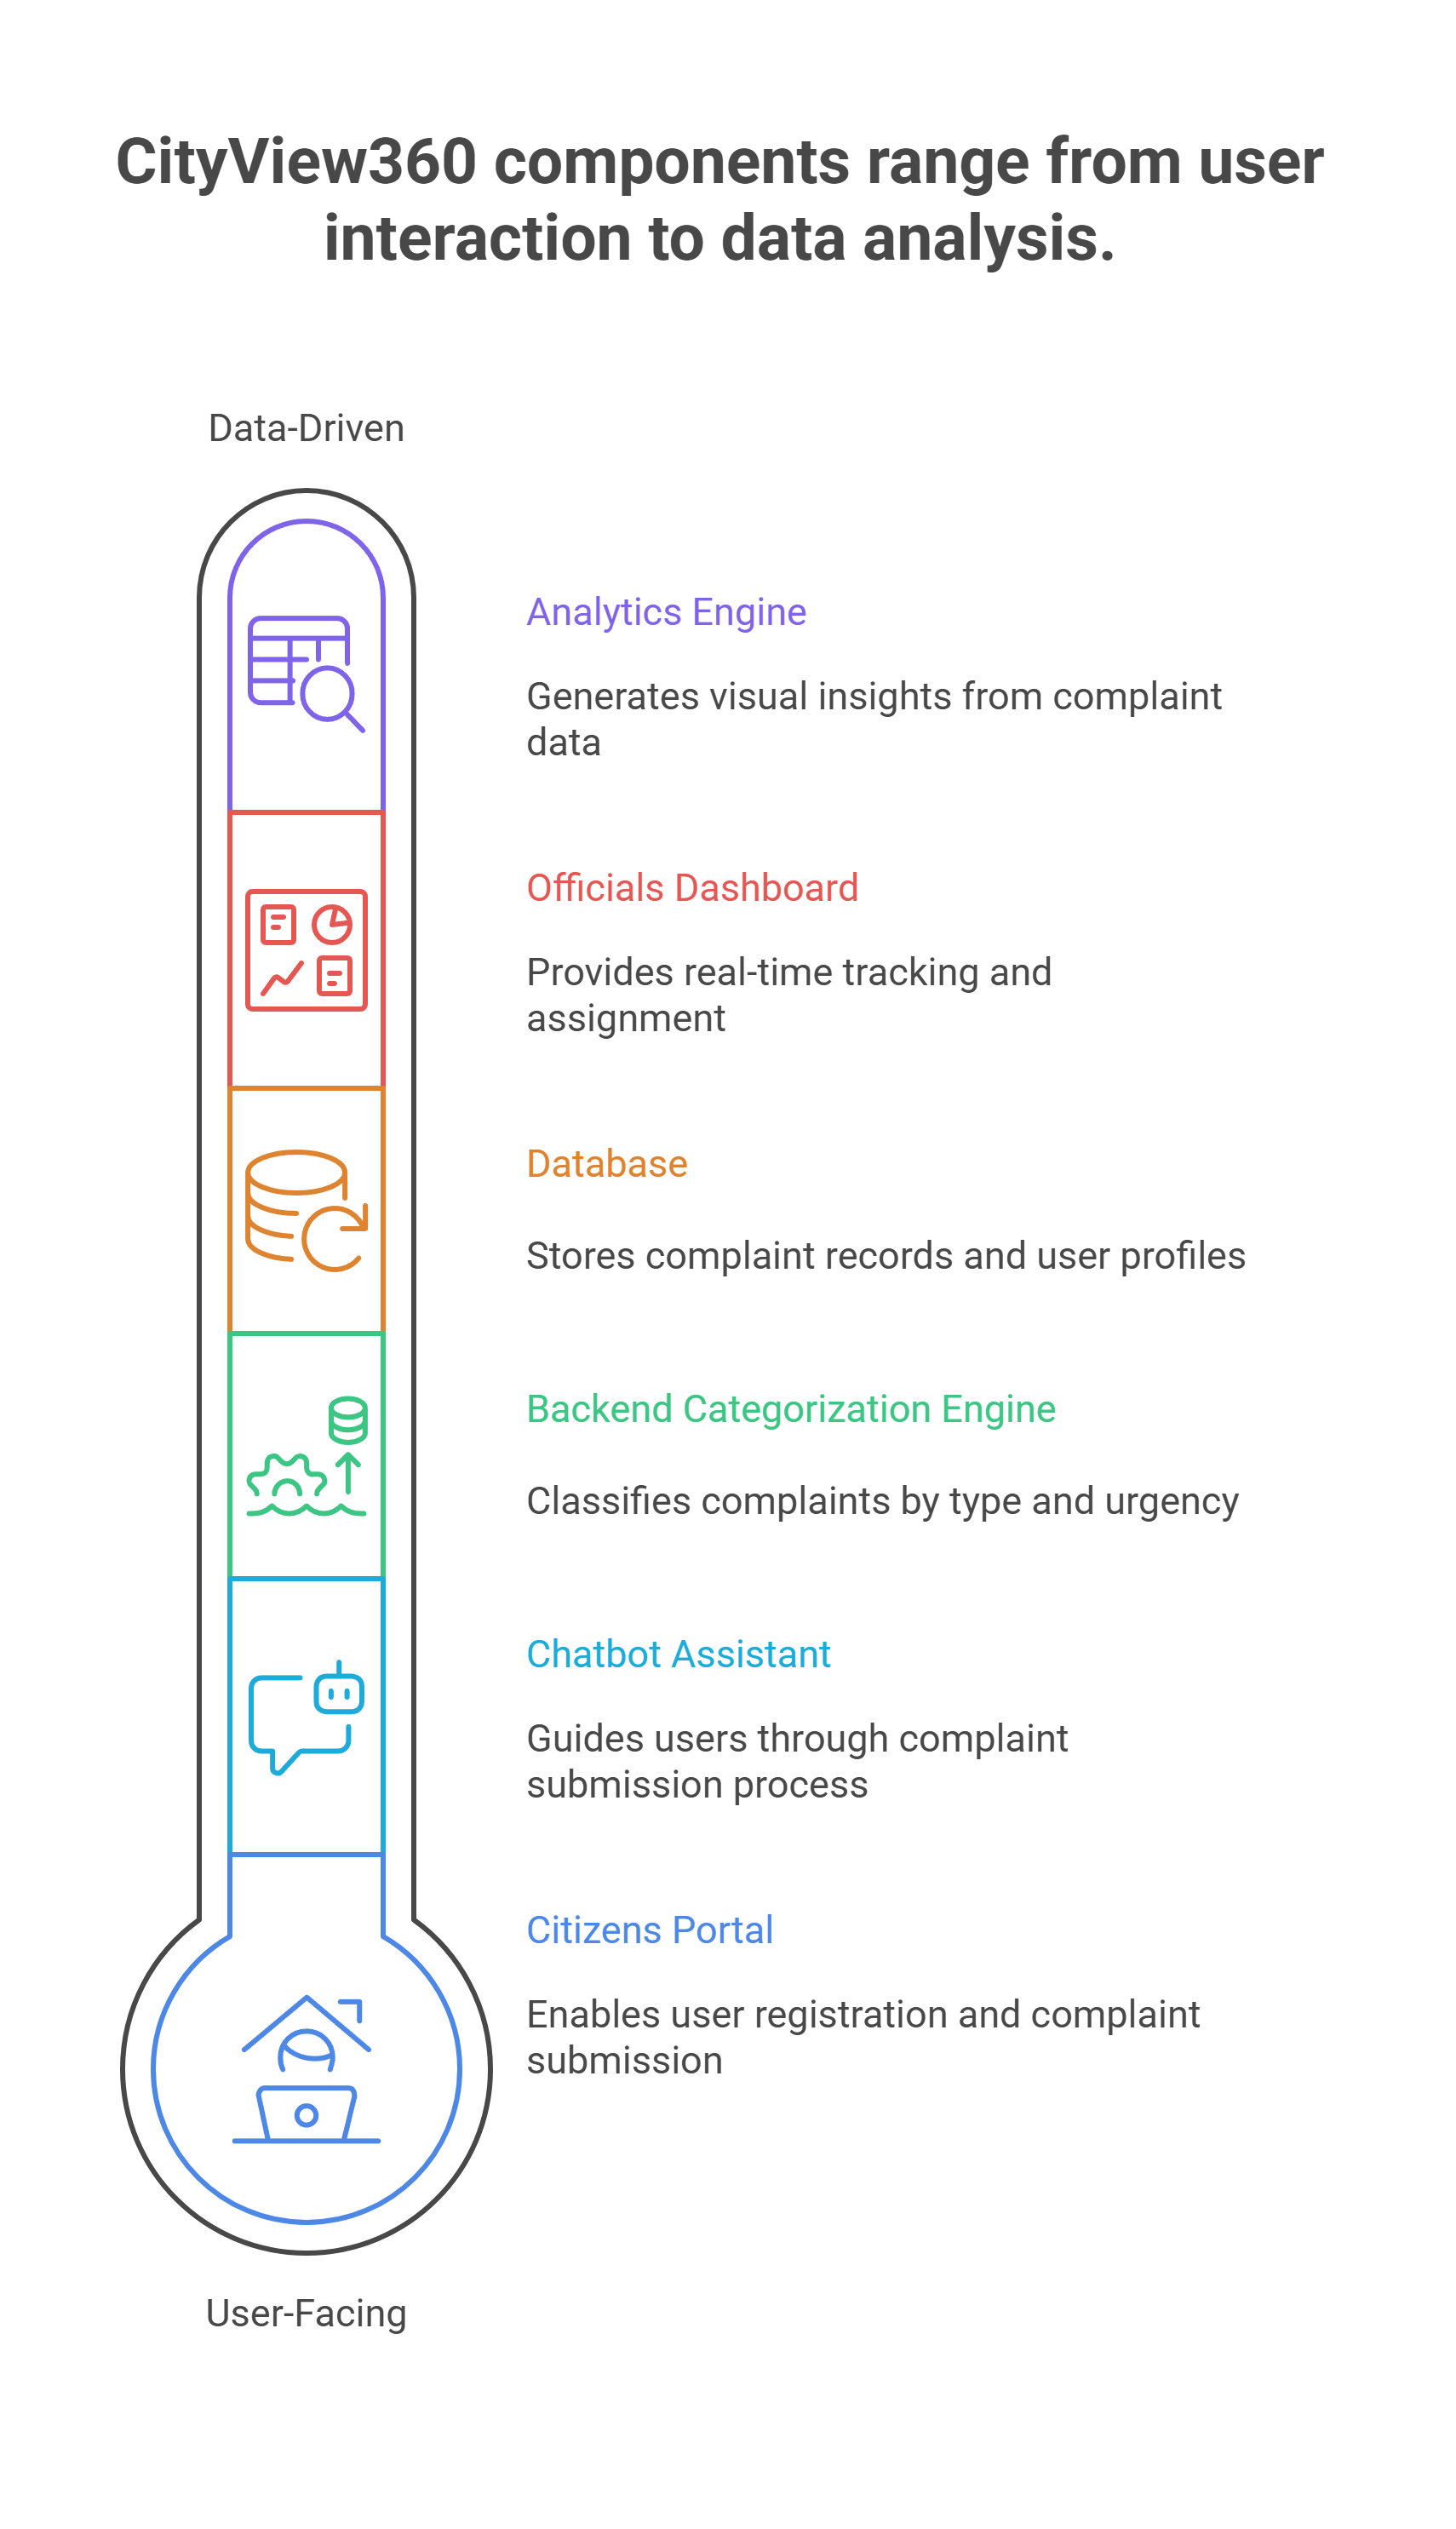 CityView360 components range from user
interaction to data analysis.
Data-Driven
Analytics Engine
Generates visual insights from complaint
data
Officials Dashboard
Provides real-time tracking and
assignment
Database
Stores complaint records and user profiles
Backend Categorization Engine
Classifies complaints by type and urgency
Chatbot Assistant
Guides users through complaint
submission process
Citizens Portal
Enables user registration and complaint
submission
User-Facing